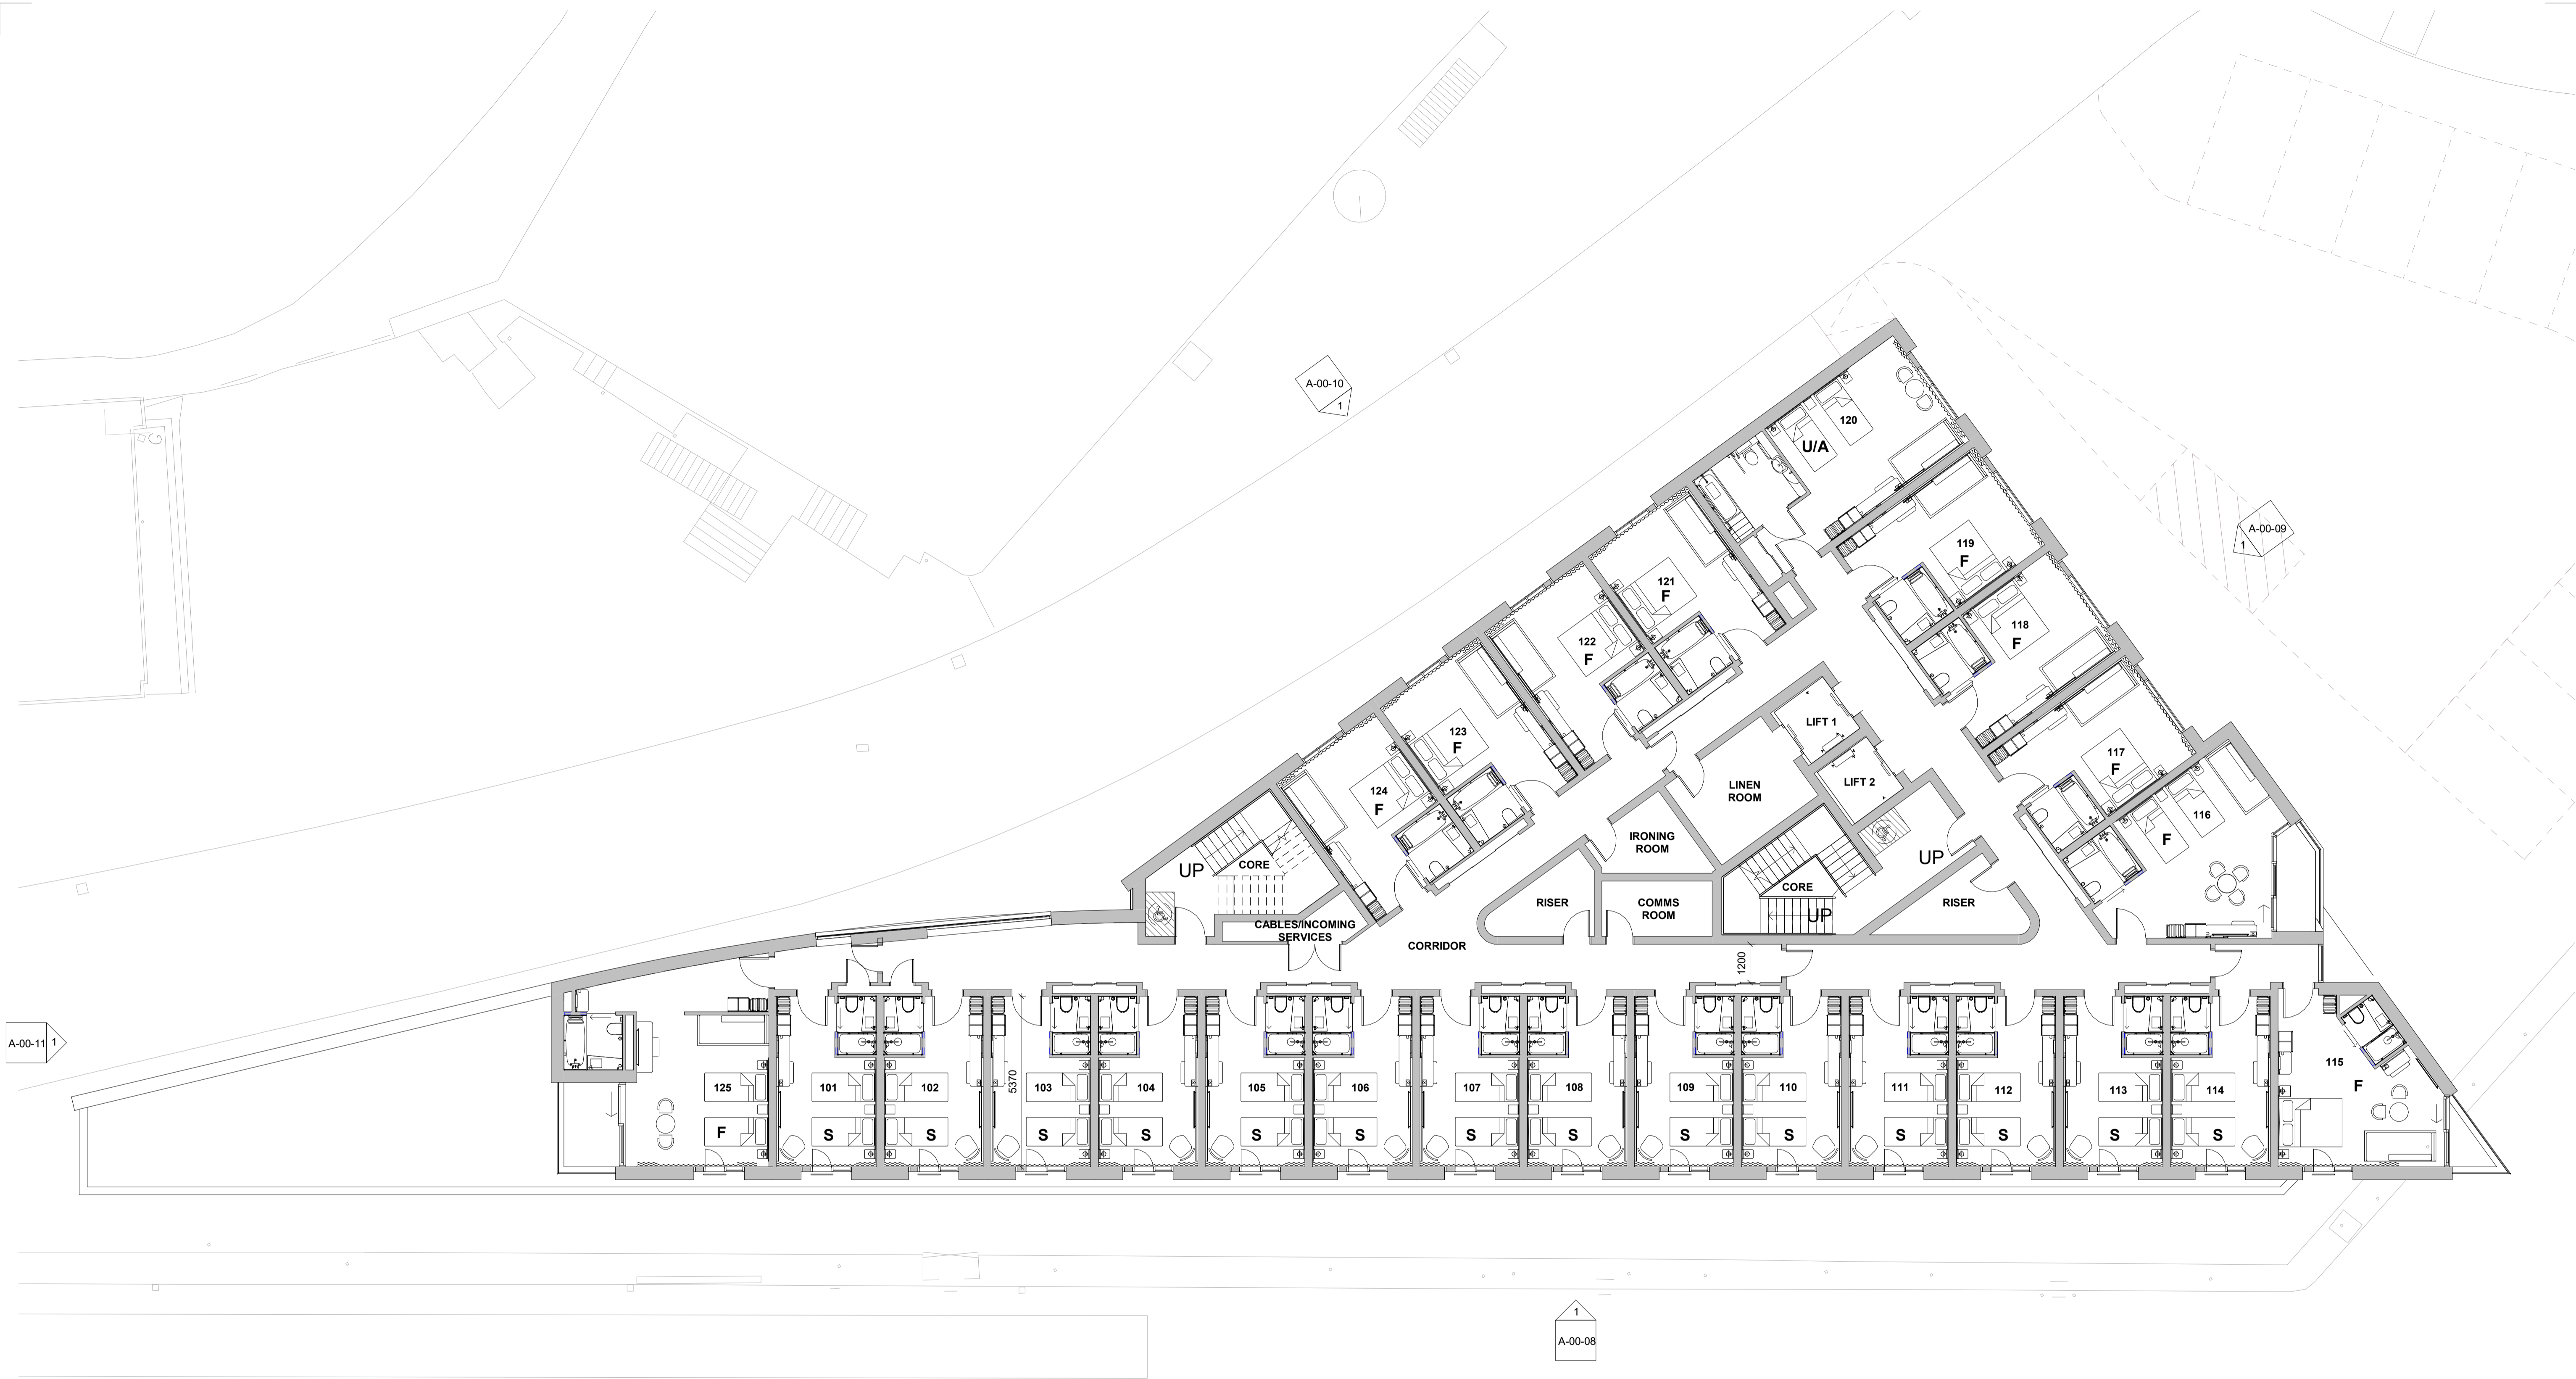 G
A-00-10
1
120
U/A
A-00-09
1
119
F
121
F
118
F
122
F
LIFT 1
123
F
117
F
LIFT 2
124
F
LINEN
ROOM
116
F
IRONING
ROOM
UP
CORE
UP
CORE
UP
RISER
COMMS
ROOM
RISER
CABLES/INCOMING
SERVICES
CORRIDOR
1200
A-00-11
1
5370
125
101
102
103
104
105
106
107
108
109
110
111
112
113
114
115
F
F
S
S
S
S
S
S
S
S
S
S
S
S
S
S
1
A-00-08